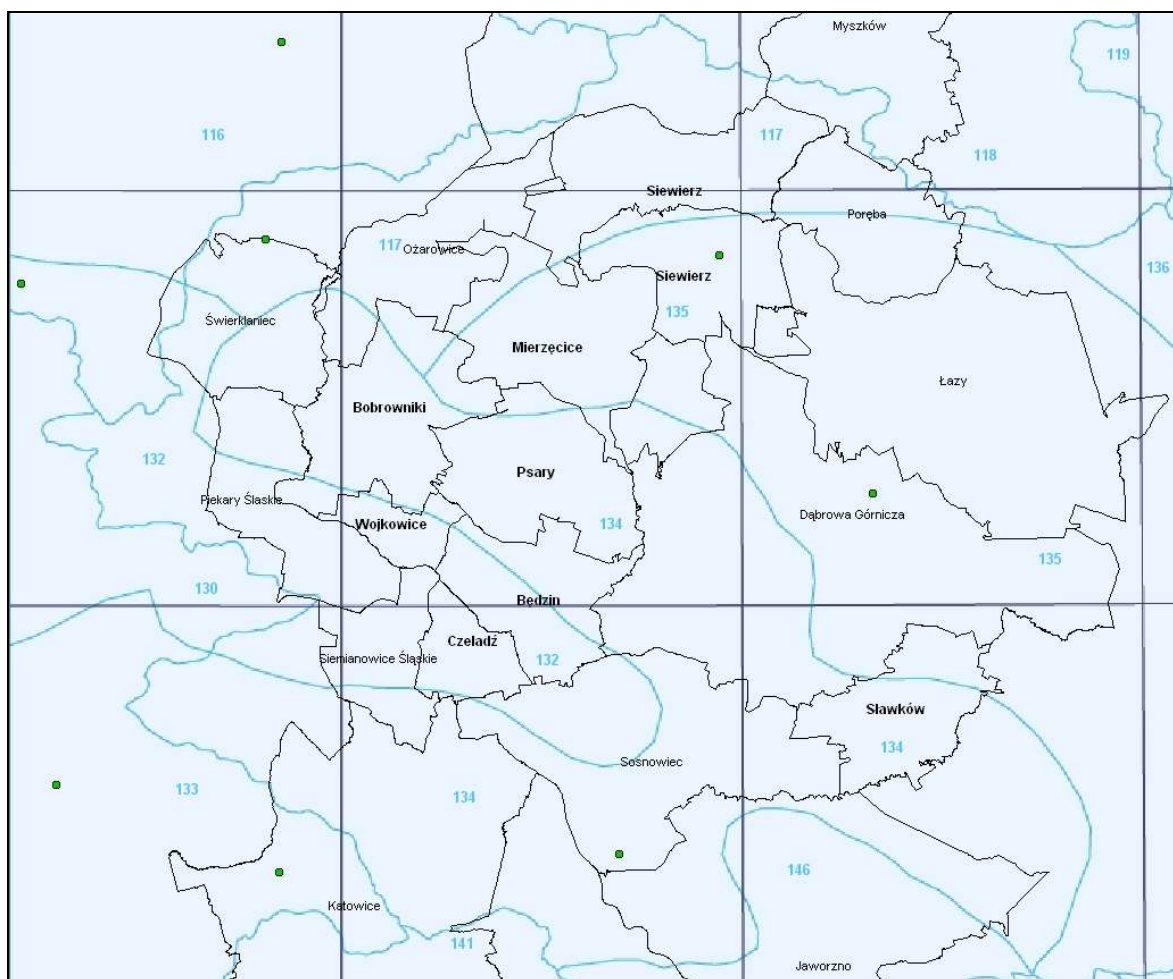 Myszków
119
116
117
118
Siewierz
Poręba
117
Ożarowice
136
Siewierz
135
Świerklaniec
Mierzęcice
Łazy
Bobrowniki
132
Psary
Piekary Śląskie
Dąbrowa Górnicza
Wojkowice
134
135
130
Będzin
Czeladź
Siemianowice Śląskie
132
Sławków
134
Sosnowiec
133
134
146
Katowice
141
Jaworzno